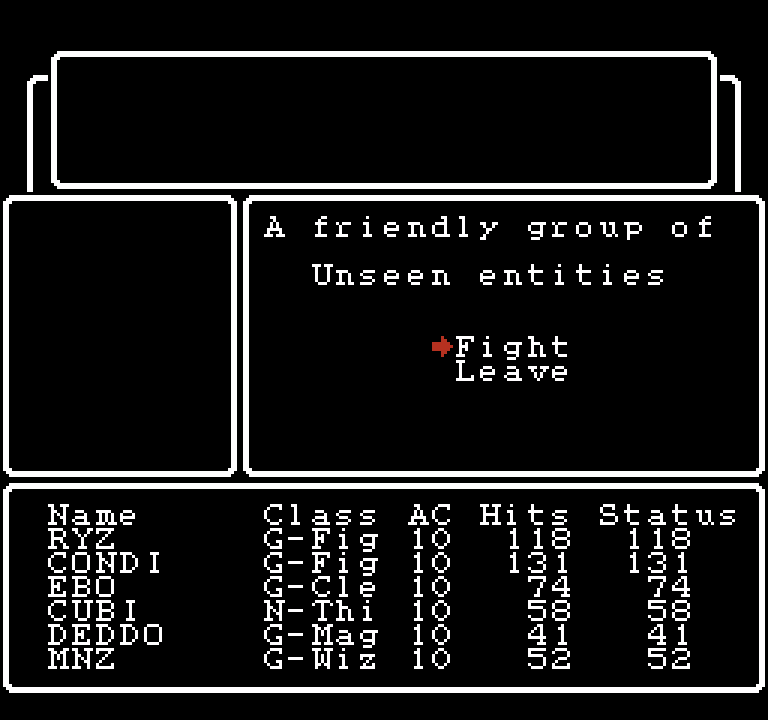 A friendly group of
Unseen entities
Fight
Leave
Name Class AC Hits Status
RYZ G-Fig 10 118 118
CONDI G-Fig 10 131 131
EBO G-Cle 10 74 74
CUBI N-Thi 10 58 58
DEDDO G-Mag 10 41 41
MNZ G-Wiz 10 52 52